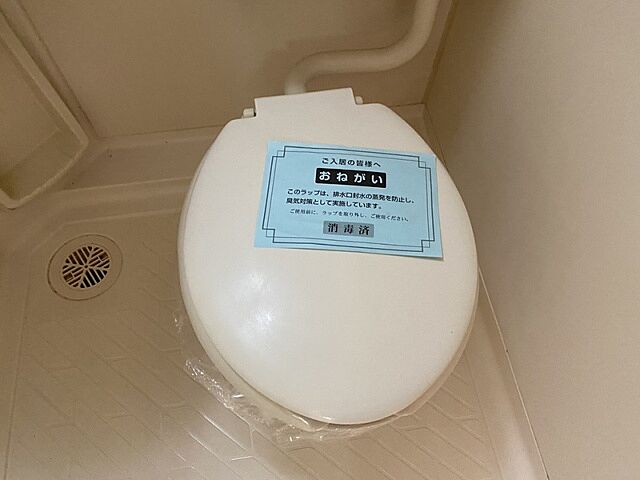 ご入居の皆様へ
おねがい
このラップは、排水口封水の蒸発を防止し、
臭気対策として実施しています。
ご使用前に、ラップを取り外し、ご使用ください。
消毒済